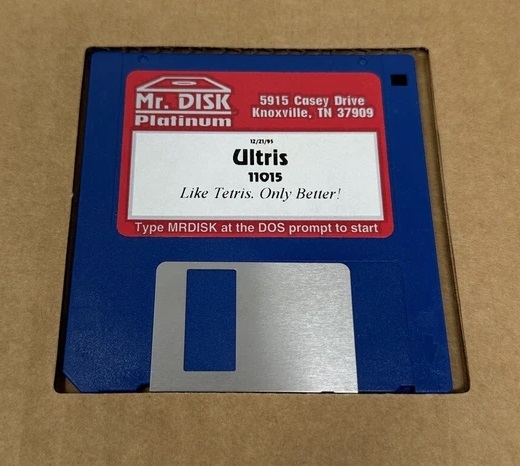 Mr. DISK
Platinum
5915 Casey Drive
Knoxville, TN 37909
12/21/95
Ultris
11015
Like Tetris. Only Better!
Type MRDISK at the DOS prompt to start